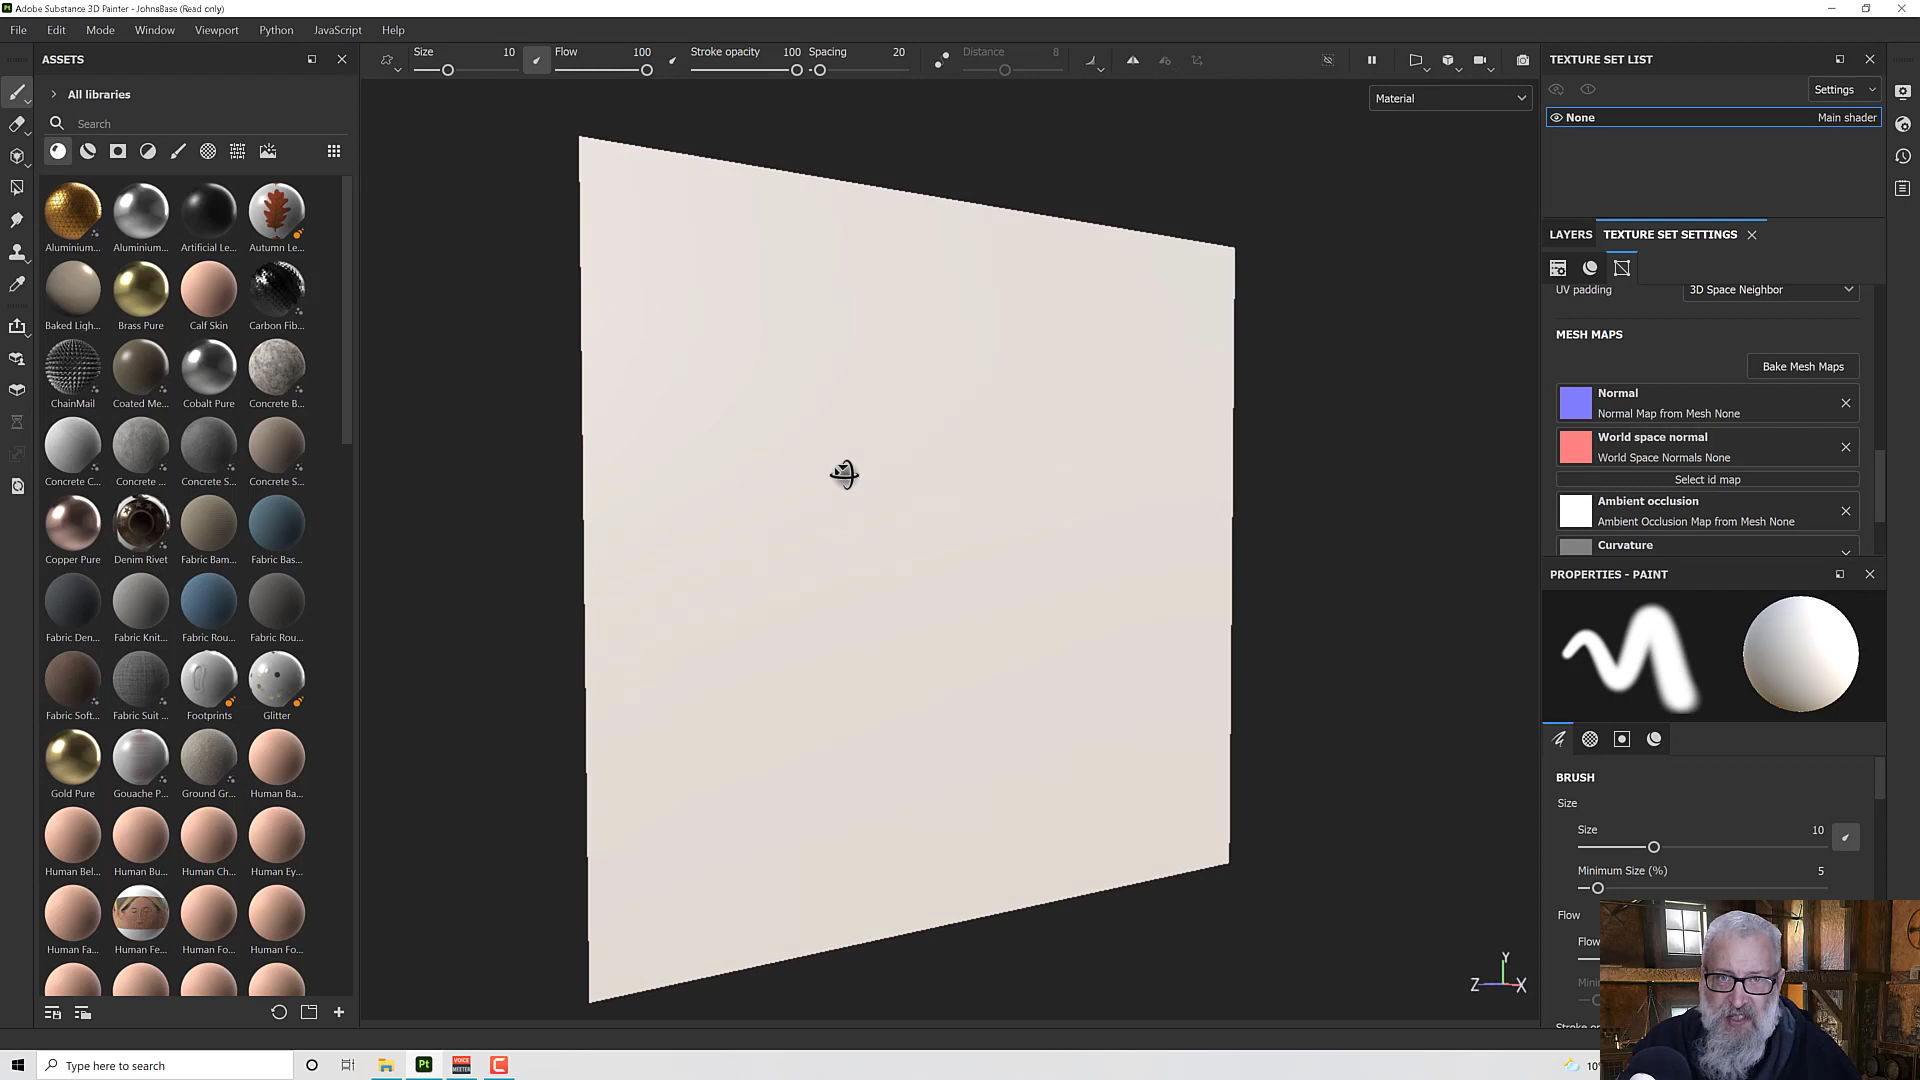 Adobe Substance 3D Painter - JohnsBase (Read only)
File Edit Mode Window Viewport Python JavaScript Help
ASSETS
Size 10 Flow 100 Stroke opacity 100 Spacing 20 Distance 8
All libraries
Search
Material
Aluminium... Aluminium... Artificial Le... Autumn Le...
Baked Ligh... Brass Pure Calf Skin Carbon Fib...
ChainMail Coated Me... Cobalt Pure Concrete B...
Concrete C... Concrete ... Concrete S... Concrete S...
Copper Pure Denim Rivet Fabric Bam... Fabric Bas...
Fabric Den... Fabric Knit... Fabric Rou... Fabric Rou...
Fabric Soft... Fabric Suit ... Footprints Glitter
Gold Pure Gouache P... Ground Gr... Human Ba...
Human Bel... Human Bu... Human Ch... Human Ey...
Human Fa... Human Fe... Human Fo... Human Fo...
Y
Z X
TEXTURE SET LIST
Settings
None Main shader
LAYERS TEXTURE SET SETTINGS
UV padding 3D Space Neighbor
MESH MAPS
Bake Mesh Maps
Normal
Normal Map from Mesh None
World space normal
World Space Normals None
Select id map
Ambient occlusion
Ambient Occlusion Map from Mesh None
Curvature
PROPERTIES - PAINT
BRUSH
Size
Size 10
Minimum Size (%) 5
Flow
Flow
Type here to search
Pt
VOICE
MEETER